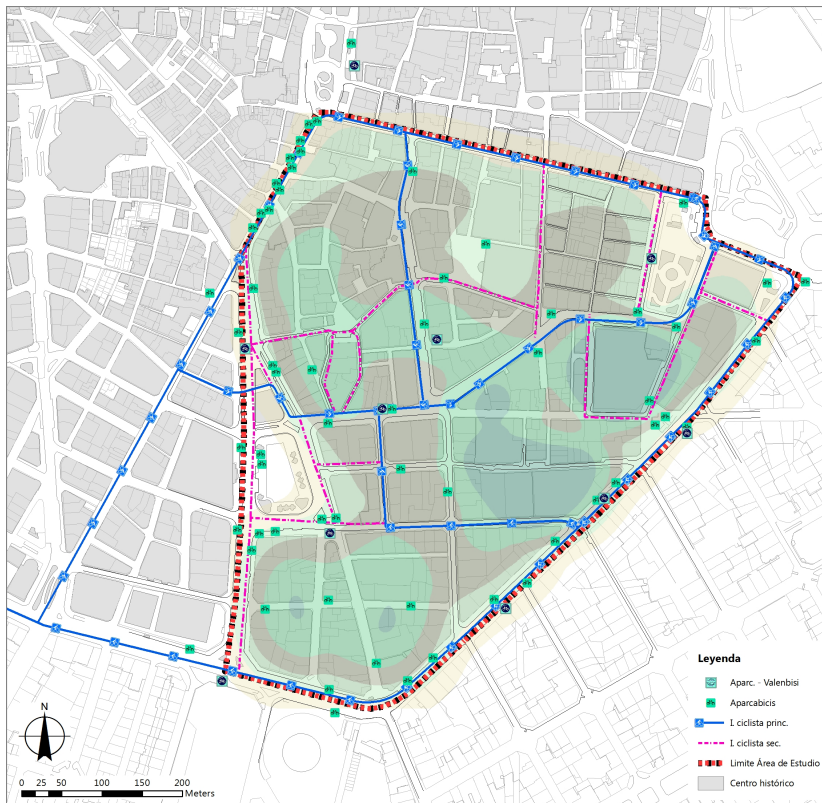 Leyenda
Aparc. - Valenbisi
Aparcabicis
I. ciclista princ.
I. ciclista sec.
Limite Área de Estudio
Centro histórico
N
0 25 50 100 150 200
Meters